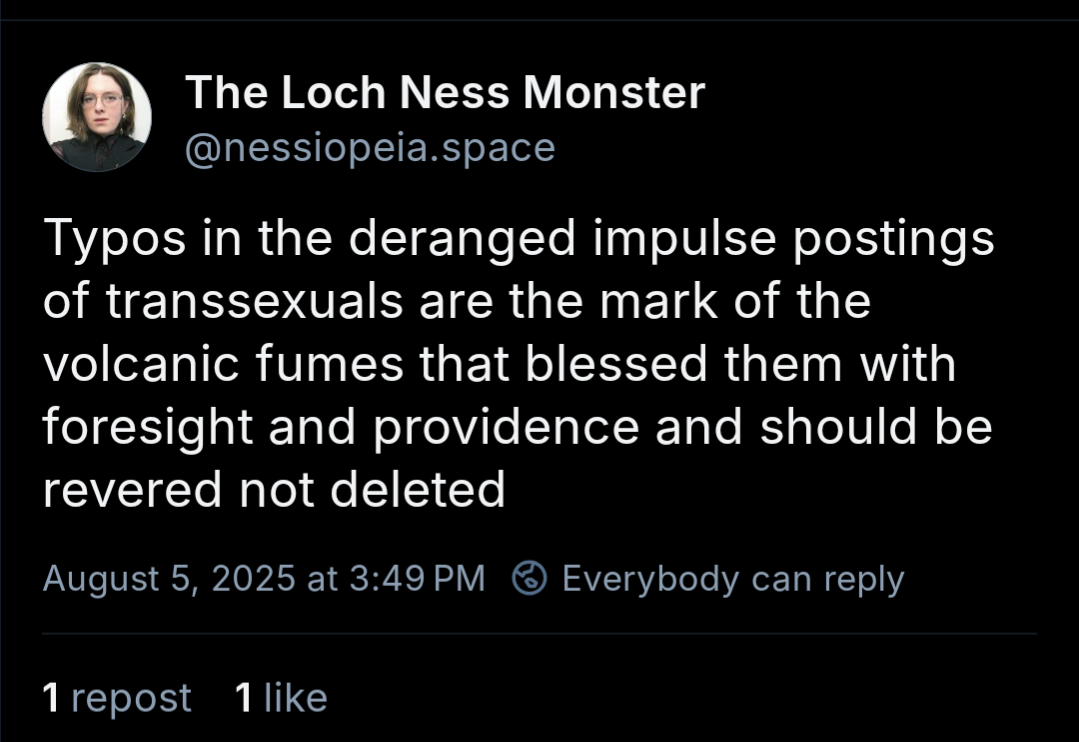 The Loch Ness Monster
@nessiopeia.space
Typos in the deranged impulse postings
of transsexuals are the mark of the
volcanic fumes that blessed them with
foresight and providence and should be
revered not deleted
August 5, 2025 at 3:49 PM Everybody can reply
1 repost 1 like